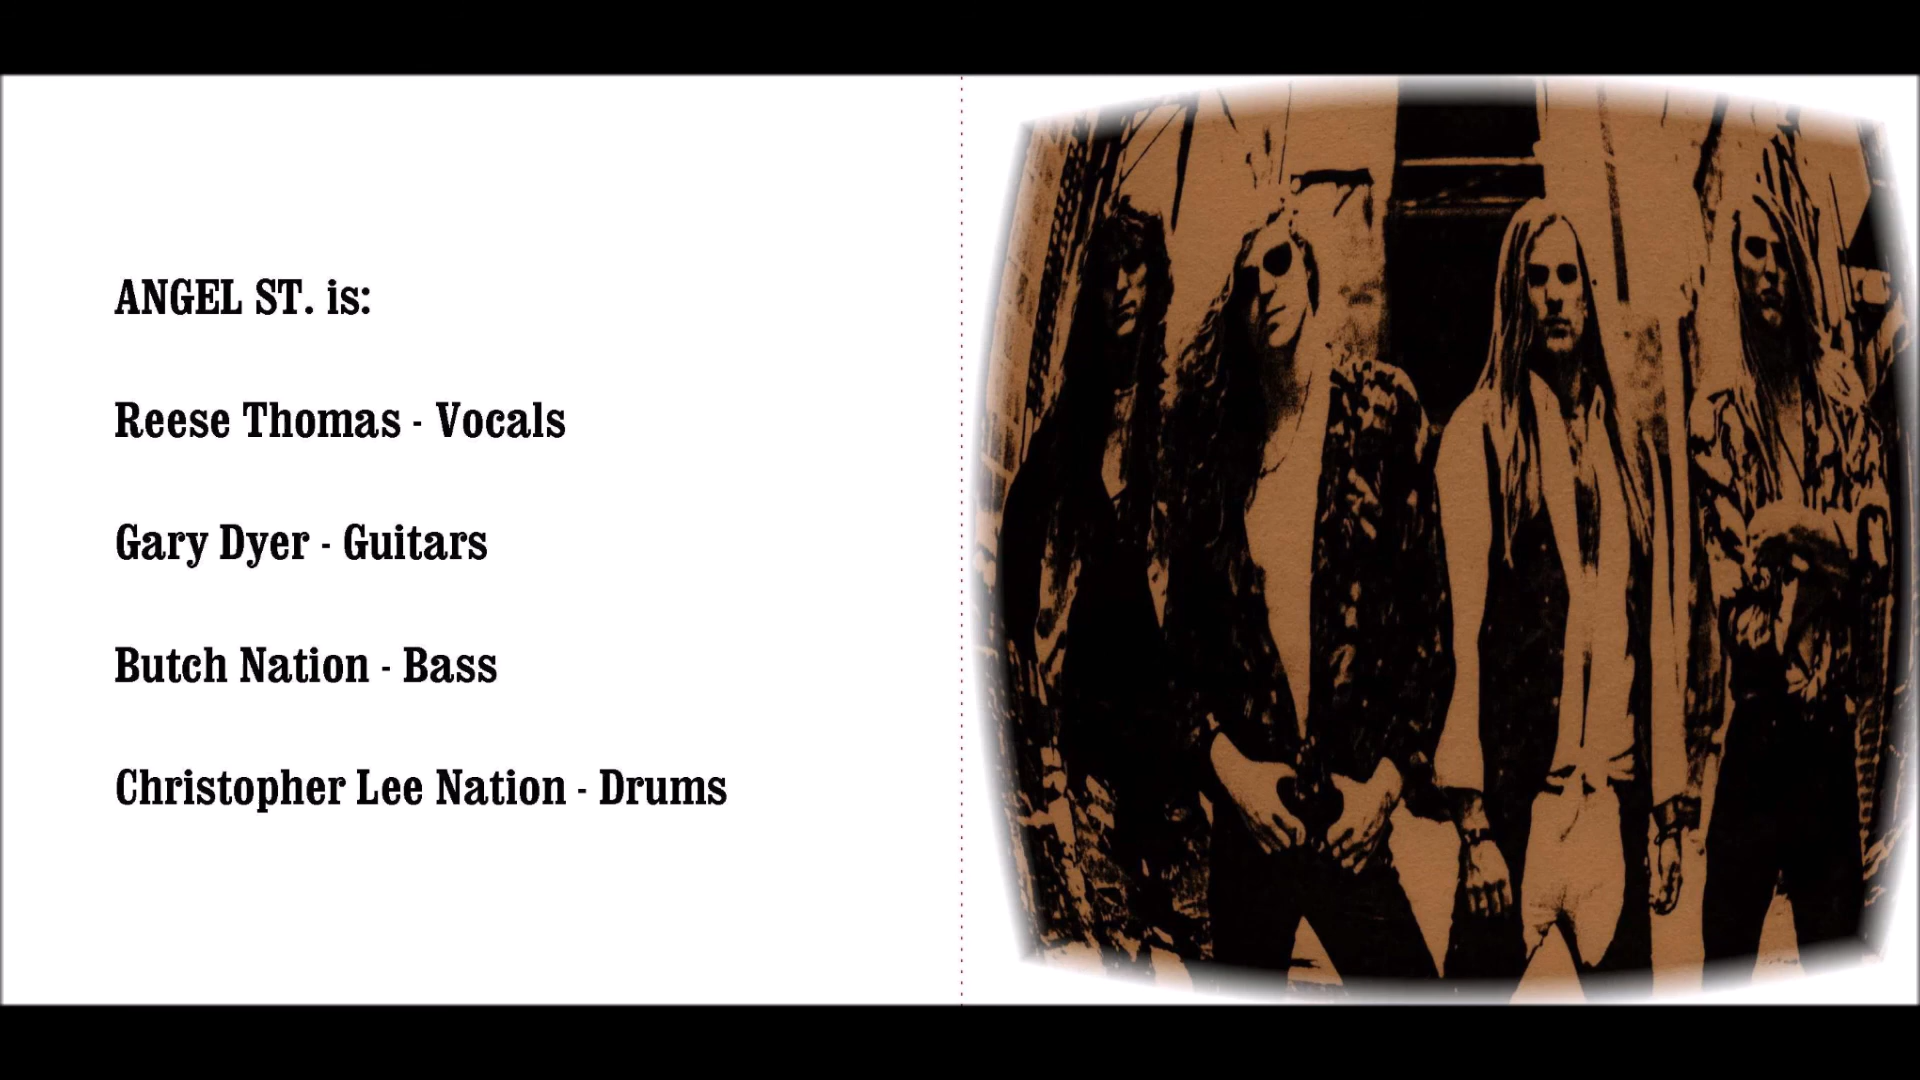 ANGEL ST. is:
Reese Thomas - Vocals
Gary Dyer - Guitars
Butch Nation - Bass
Christopher Lee Nation - Drums